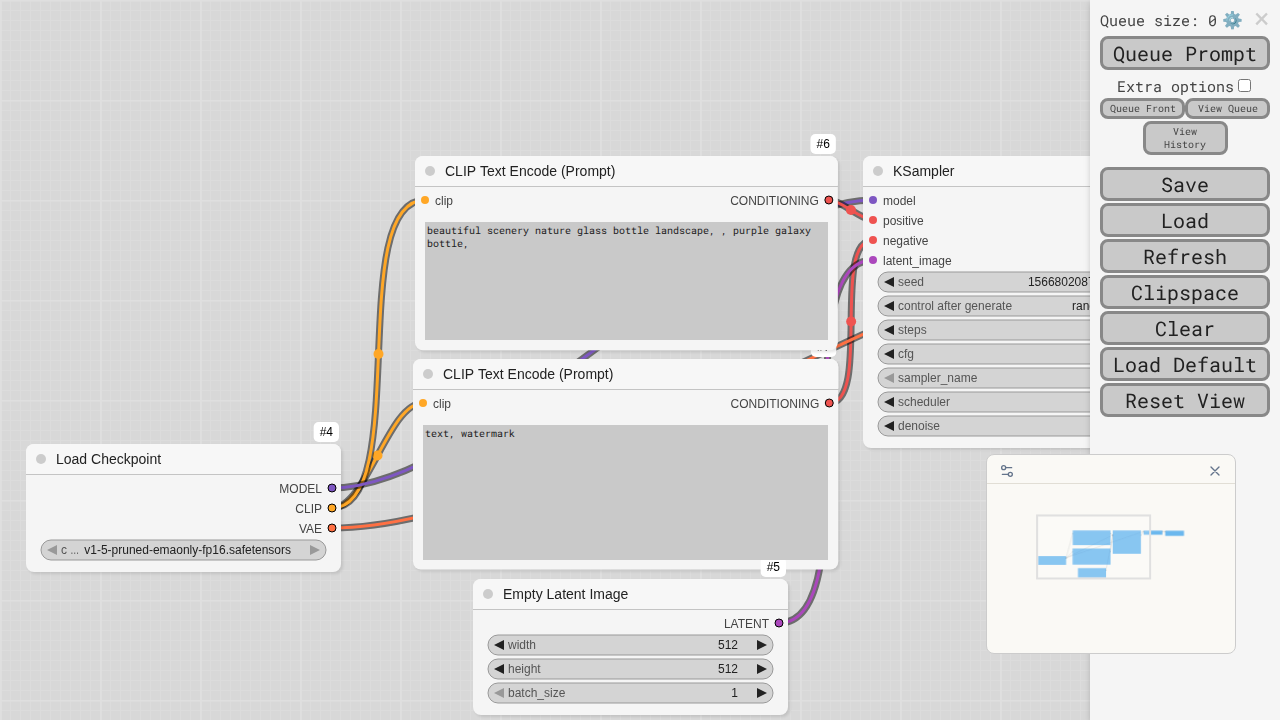 Queue size: 0
Queue Prompt
Extra options
Queue Front
View Queue
View
History
Save
Load
Refresh
Clipspace
Clear
Load Default
Reset View
#6
CLIP Text Encode (Prompt)
clip
CONDITIONING
beautiful scenery nature glass bottle landscape, , purple galaxy
bottle,
KSampler
model
positive
negative
latent_image
seed
1566802087
control after generate
ran
steps
cfg
sampler_name
scheduler
denoise
CLIP Text Encode (Prompt)
clip
CONDITIONING
text, watermark
#4
Load Checkpoint
MODEL
CLIP
VAE
c ... v1-5-pruned-emaonly-fp16.safetensors
#5
Empty Latent Image
LATENT
width 512
height 512
batch_size 1